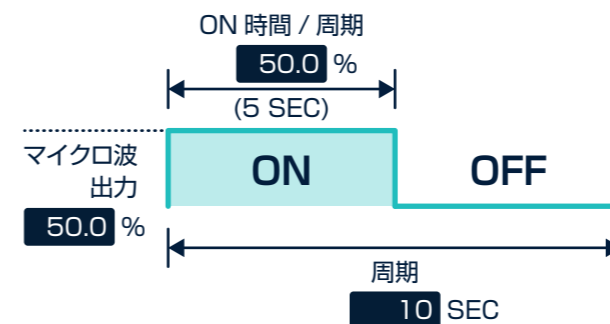 ON 時間 / 周期
50.0 %
(5 SEC)
マイクロ波
出力
50.0 %
ON
OFF
周期
10 SEC